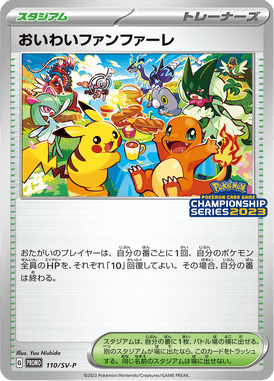 スタジアム
トレーナーズ
おいわいファンファーレ
Pokémon
POKÉMON CARD GAME
CHAMPIONSHIP
SERIES2023
おたがいのプレイヤーは、自分の番ごとに1回、自分のポケモン
全員のHPを、それぞれ「10」回復してよい。その場合、自分の番は
終わる。
スタジアムは、自分の番に1枚だけ、バトル場の横に出せる。
別のスタジアムが場に出たなら、このカードをトラッシュする。
同じ名前のスタジアムは場に出せない。
Illus. You Nishida
G PROMO 110/SV-P
©2023 Pokémon/Nintendo/Creatures/GAME FREAK.